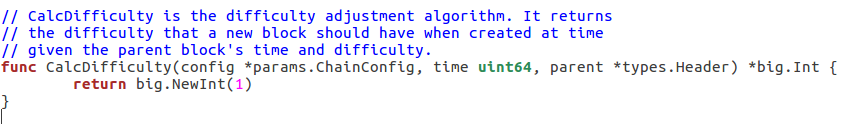 // CalcDifficulty is the difficulty adjustment algorithm. It returns
// the difficulty that a new block should have when created at time
// given the parent block's time and difficulty.
func CalcDifficulty(config *params.ChainConfig, time uint64, parent *types.Header) *big.Int {
        return big.NewInt(1)
}